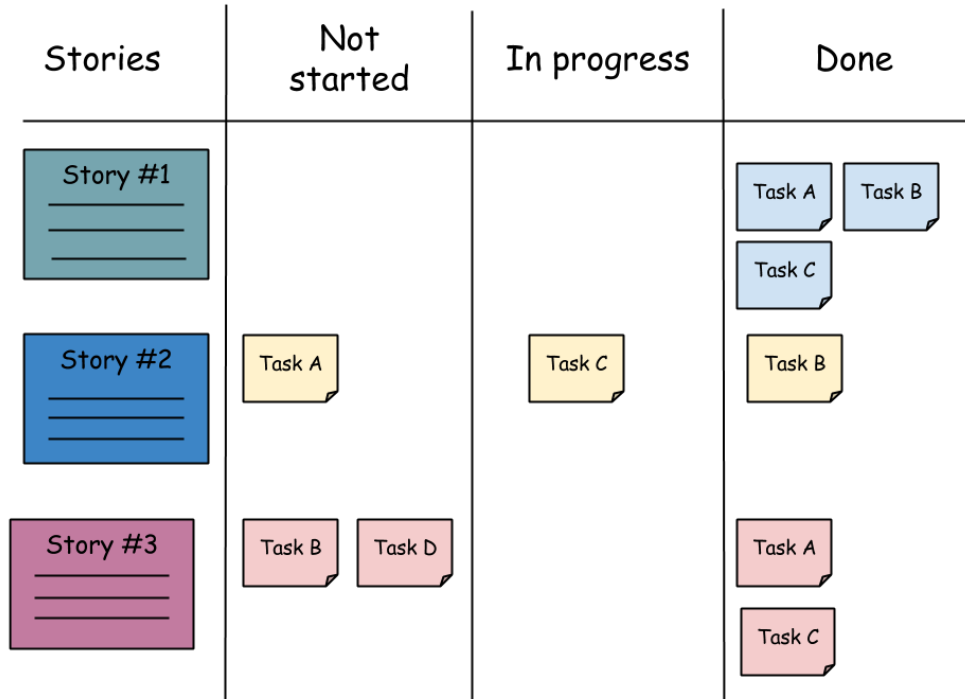 Stories
Not
started
In progress
Done
Story #1
Task A
Task B
Task C
Story #2
Task A
Task C
Task B
Story #3
Task B
Task D
Task A
Task C